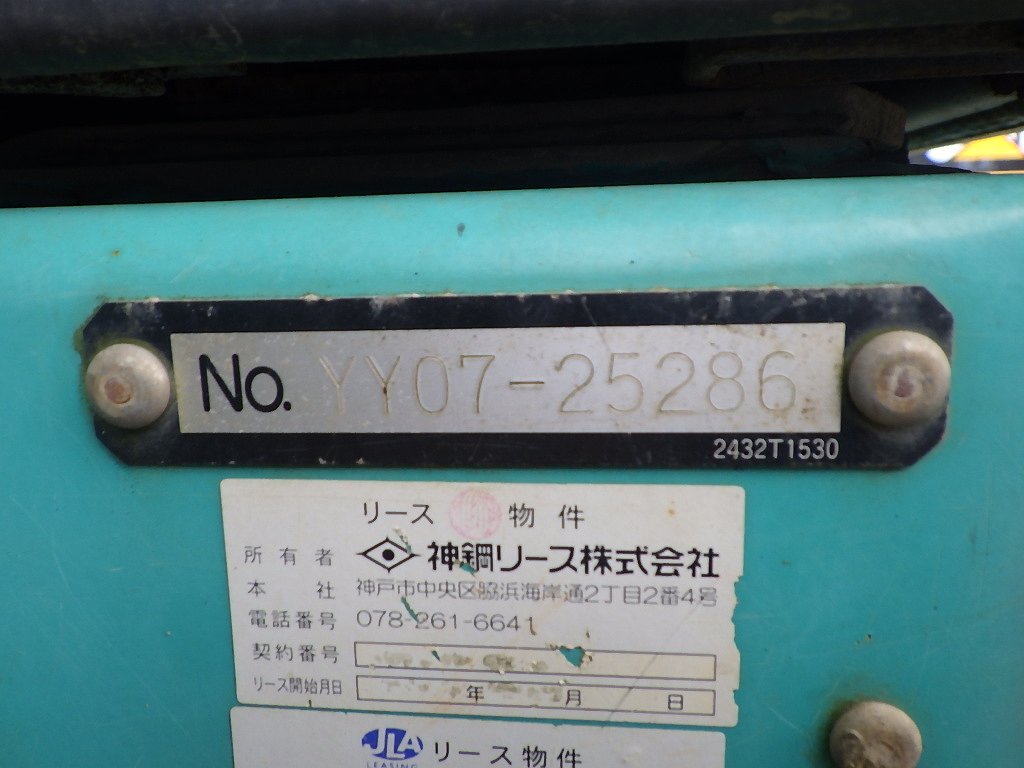 No. YY07-25286
2432T1530
リース 物件
所有者 神鋼リース株式会社
本社 神戸市中央区脇浜海岸通2丁目2番4号
電話番号 078-261-6641
契約番号
リース開始月日 年 月 日
JLA リース物件
LEASING